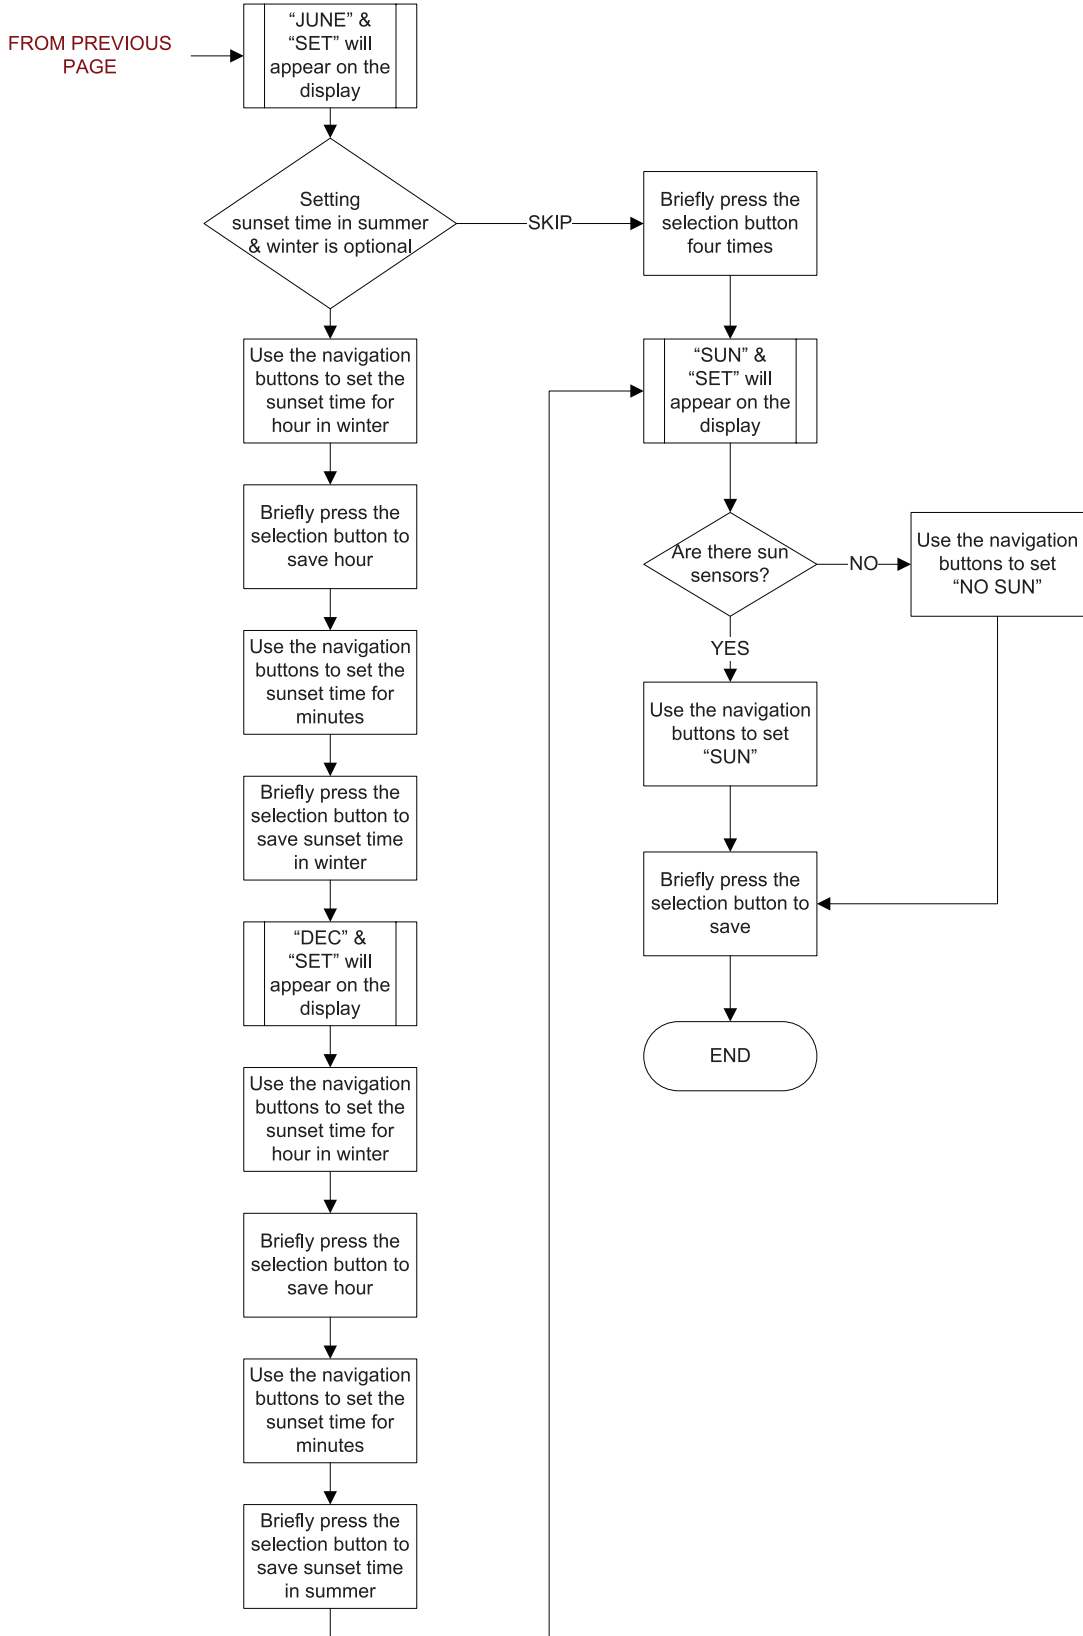 FROM PREVIOUS
PAGE
“JUNE” &
“SET” will
appear on the
display
Setting
sunset time in summer
& winter is optional
SKIP
Briefly press the
selection button
four times
Use the navigation
buttons to set the
sunset time for
hour in winter
Briefly press the
selection button to
save hour
Use the navigation
buttons to set the
sunset time for
minutes
Briefly press the
selection button to
save sunset time
in winter
“DEC” &
“SET” will
appear on the
display
Use the navigation
buttons to set the
sunset time for
hour in winter
Briefly press the
selection button to
save hour
Use the navigation
buttons to set the
sunset time for
minutes
Briefly press the
selection button to
save sunset time
in summer
“SUN” &
“SET” will
appear on the
display
Are there sun
sensors?
NO
Use the navigation
buttons to set
“NO SUN”
YES
Use the navigation
buttons to set
“SUN”
Briefly press the
selection button to
save
END